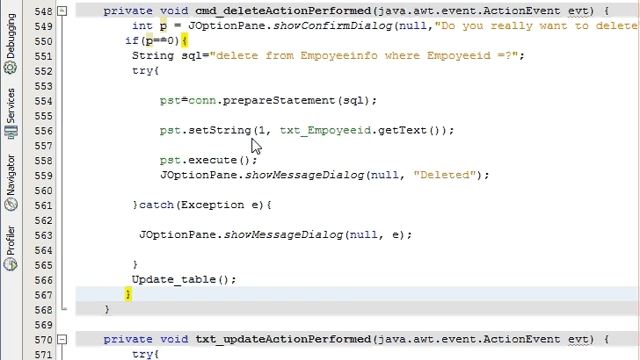 Debugging
Services
Navigator
Profiler
548 private void cmd_deleteActionPerformed(java.awt.event.ActionEvent evt) {
549 int p = JOptionPane.showConfirmDialog(null,"Do you really want to delete
550 if(p==0){
551 String sql="delete from Empoyeeinfo where Empoyeeid =?";
552 try{
553
554 pst=conn.prepareStatement(sql);
555
556 pst.setString(1, txt_Empoyeeid.getText());
557
558 pst.execute();
559 JOptionPane.showMessageDialog(null, "Deleted");
560
561 }catch(Exception e){
562
563 JOptionPane.showMessageDialog(null, e);
564
565 }
566 Update_table();
567 }
568 }
569
570 private void txt_updateActionPerformed(java.awt.event.ActionEvent evt) {
571 try{